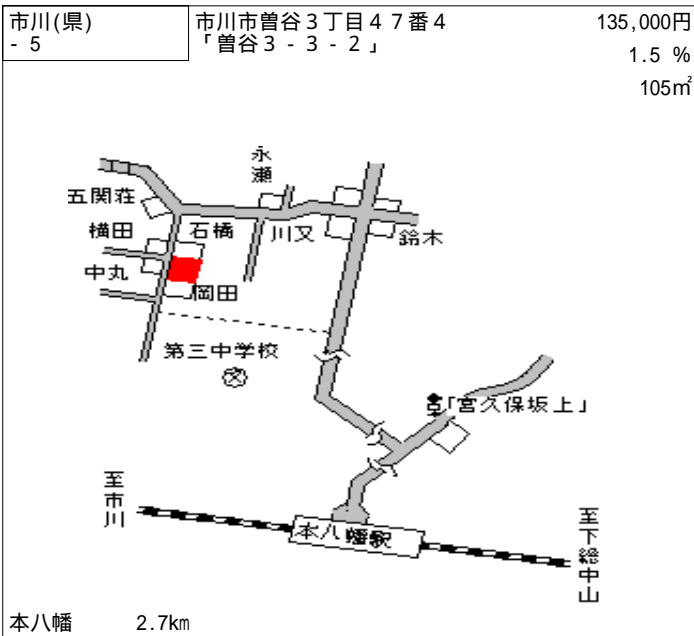 市川(県)
- 5
市川市曽谷3丁目47番4
「曽谷3-3-2」
135,000円
1.5 %
105㎡
永瀬
五関荘
横田
石橋
川又
鈴木
中丸
岡田
第三中学校
「宮久保坂上」
至市川
本八幡駅
至下総中山
本八幡 2.7km